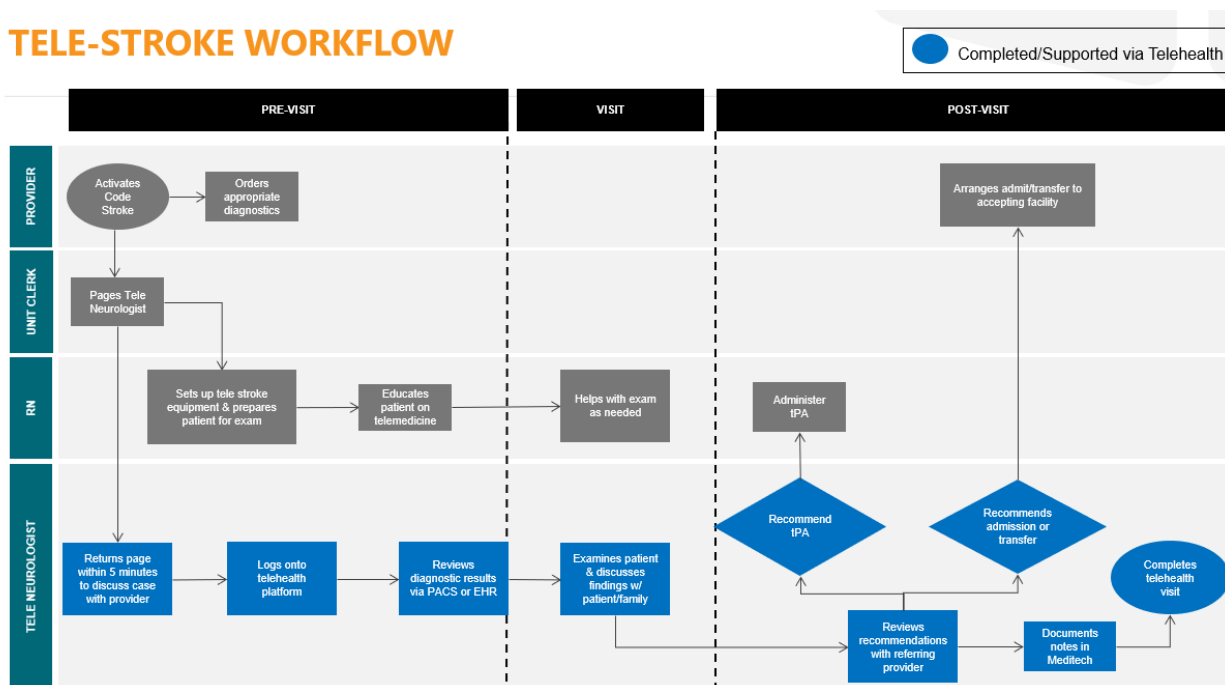 TELE-STROKE WORKFLOW
Completed/Supported via Telehealth
PRE-VISIT
VISIT
POST-VISIT
PROVIDER
Activates
Code
Stroke
Orders
appropriate
diagnostics
Arranges admit/transfer to
accepting facility
UNIT CLERK
Pages Tele
Neurologist
RN
Sets up tele stroke
equipment & prepares
patient for exam
Educates
patient on
telemedicine
Helps with exam
as needed
Administer
tPA
TELE NEUROLOGIST
Returns page
within 5 minutes
to discuss case
with provider
Logs onto
telehealth
platform
Reviews
diagnostic results
via PACS or EHR
Examines patient
& discusses
findings w/
patient/family
Recommend
tPA
Recommends
admission or
transfer
Reviews
recommendations
with referring
provider
Documents
notes in
Meditech
Completes
telehealth
visit